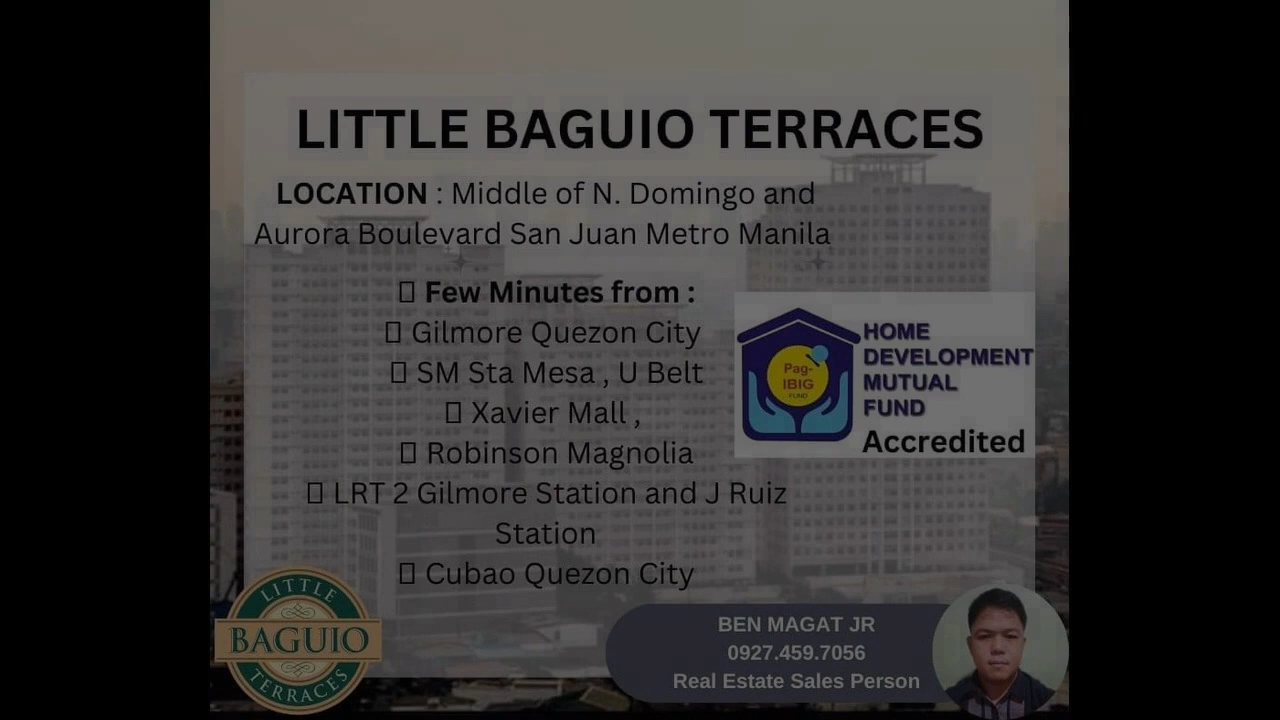 LITTLE BAGUIO TERRACES
LOCATION : Middle of N. Domingo and
Aurora Boulevard San Juan Metro Manila
Few Minutes from :
Gilmore Quezon City
SM Sta Mesa , U Belt
Xavier Mall ,
Robinson Magnolia
LRT 2 Gilmore Station and J Ruiz
Station
Cubao Quezon City
Pag-
IBIG
FUND
HOME
DEVELOPMENT
MUTUAL
FUND
Accredited
LITTLE
BAGUIO
TERRACES
BEN MAGAT JR
0927.459.7056
Real Estate Sales Person